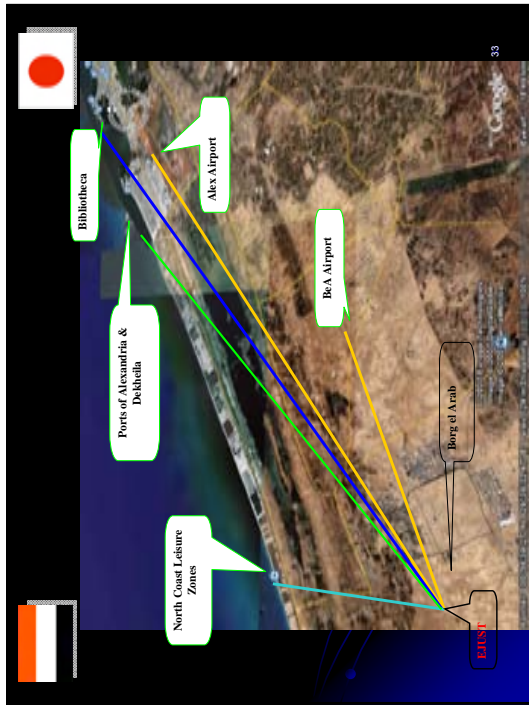 Bibliotheca
Alex Airport
Ports of Alexandria &
Dekheila
BeA Airport
North Coast Leisure
Zones
Borg el Arab
EJUST
Google
33